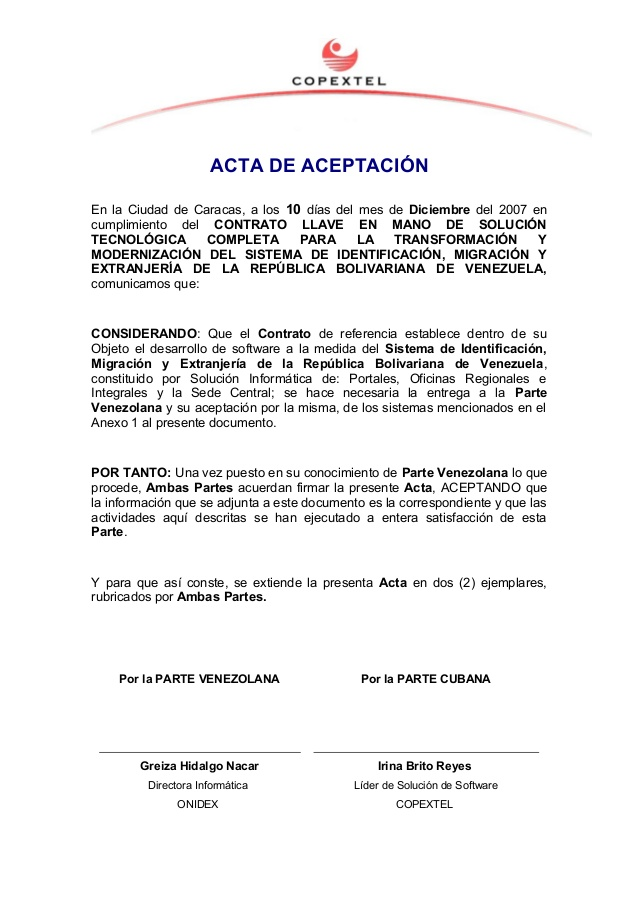 COPEXTEL
ACTA DE ACEPTACIÓN
En la Ciudad de Caracas, a los 10 días del mes de Diciembre del 2007 en
cumplimiento del CONTRATO LLAVE EN MANO DE SOLUCIÓN
TECNOLÓGICA COMPLETA PARA LA TRANSFORMACIÓN Y
MODERNIZACIÓN DEL SISTEMA DE IDENTIFICACIÓN, MIGRACIÓN Y
EXTRANJERÍA DE LA REPÚBLICA BOLIVARIANA DE VENEZUELA,
comunicamos que:
CONSIDERANDO: Que el Contrato de referencia establece dentro de su
Objeto el desarrollo de software a la medida del Sistema de Identificación,
Migración y Extranjería de la República Bolivariana de Venezuela,
constituido por Solución Informática de: Portales, Oficinas Regionales e
Integrales y la Sede Central; se hace necesaria la entrega a la Parte
Venezolana y su aceptación por la misma, de los sistemas mencionados en el
Anexo 1 al presente documento.
POR TANTO: Una vez puesto en su conocimiento de Parte Venezolana lo que
procede, Ambas Partes acuerdan firmar la presente Acta, ACEPTANDO que
la información que se adjunta a este documento es la correspondiente y que las
actividades aquí descritas se han ejecutado a entera satisfacción de esta
Parte.
Y para que así conste, se extiende la presenta Acta en dos (2) ejemplares,
rubricados por Ambas Partes.
Por la PARTE VENEZOLANA
Por la PARTE CUBANA
Greiza Hidalgo Nacar
Irina Brito Reyes
Directora Informática
Líder de Solución de Software
ONIDEX
COPEXTEL